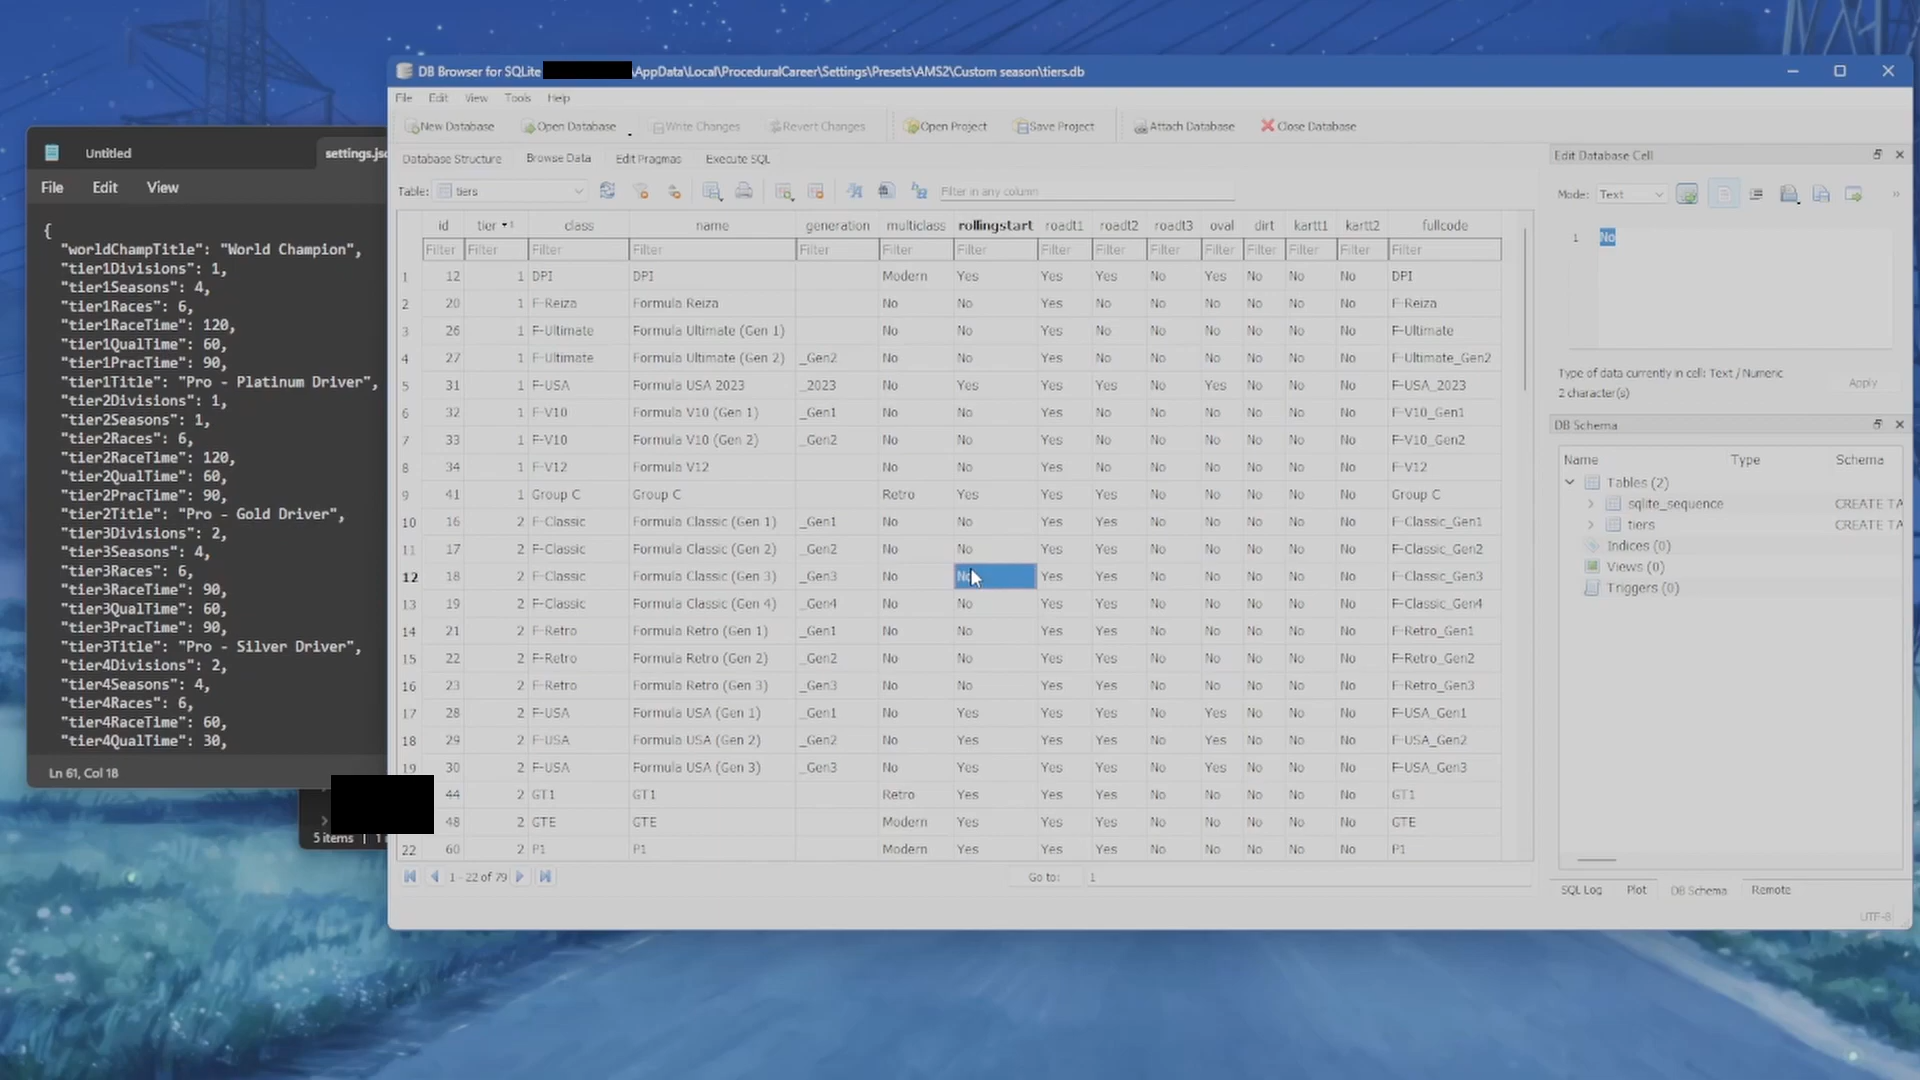 DB Browser for SQLite \AppData\Local\ProceduralCareer\Settings\Presets\AMS2\Custom season\tiers.db
File Edit View Tools Help
New Database Open Database Write Changes Revert Changes Open Project Save Project Attach Database Close Database
Database Structure Browse Data Edit Pragmas Execute SQL
Table: tiers Filter in any column
id tier class name generation multiclass rollingstart roadt1 roadt2 roadt3 oval dirt kartt1 kartt2 fullcode
Filter Filter Filter Filter Filter Filter Filter Filter Filter Filter Filter Filter Filter Filter Filter
1 12 1 DPI DPI Modern Yes Yes Yes No Yes No No No DPI
2 20 1 F-Reiza Formula Reiza No No Yes No No No No No No F-Reiza
3 26 1 F-Ultimate Formula Ultimate (Gen 1) No No Yes No No No No No No F-Ultimate
4 27 1 F-Ultimate Formula Ultimate (Gen 2) _Gen2 No No Yes No No No No No No F-Ultimate_Gen2
5 31 1 F-USA Formula USA 2023 _2023 No Yes Yes No No Yes No No No F-USA_2023
6 32 1 F-V10 Formula V10 (Gen 1) _Gen1 No No Yes No No No No No No F-V10_Gen1
7 33 1 F-V10 Formula V10 (Gen 2) _Gen2 No No Yes No No No No No No F-V10_Gen2
8 34 1 F-V12 Formula V12 No No Yes No No No No No No F-V12
9 41 1 Group C Group C Retro Yes Yes Yes No No No No No Group C
10 16 2 F-Classic Formula Classic (Gen 1) _Gen1 No No Yes Yes No No No No No F-Classic_Gen1
11 17 2 F-Classic Formula Classic (Gen 2) _Gen2 No No Yes Yes No No No No No F-Classic_Gen2
12 18 2 F-Classic Formula Classic (Gen 3) _Gen3 No No Yes Yes No No No No No F-Classic_Gen3
13 19 2 F-Classic Formula Classic (Gen 4) _Gen4 No No Yes Yes No No No No No F-Classic_Gen4
14 21 2 F-Retro Formula Retro (Gen 1) _Gen1 No No Yes Yes No No No No No F-Retro_Gen1
15 22 2 F-Retro Formula Retro (Gen 2) _Gen2 No No Yes Yes No No No No No F-Retro_Gen2
16 23 2 F-Retro Formula Retro (Gen 3) _Gen3 No No Yes Yes No No No No No F-Retro_Gen3
17 28 2 F-USA Formula USA (Gen 1) _Gen1 No Yes Yes Yes No Yes No No No F-USA_Gen1
18 29 2 F-USA Formula USA (Gen 2) _Gen2 No Yes Yes Yes No Yes No No No F-USA_Gen2
19 30 2 F-USA Formula USA (Gen 3) _Gen3 No Yes Yes Yes No Yes No No No F-USA_Gen3
44 2 GT1 GT1 Retro Yes Yes Yes No No No No No GT1
48 2 GTE GTE Modern Yes Yes Yes No No No No No GTE
22 60 2 P1 P1 Modern Yes Yes Yes No No No No No P1
1 - 22 of 79 Go to: 1
Edit Database Cell
Mode: Text
1 No
Type of data currently in cell: Text / Numeric
2 character(s)
Apply
DB Schema
Name Type Schema
Tables (2)
sqlite_sequence CREATE TA
tiers CREATE TA
Indices (0)
Views (0)
Triggers (0)
SQL Log Plot DB Schema Remote
UTF-8
Untitled settings.jso
File Edit View
{
"worldChampTitle": "World Champion",
"tier1Divisions": 1,
"tier1Seasons": 4,
"tier1Races": 6,
"tier1RaceTime": 120,
"tier1QualTime": 60,
"tier1PracTime": 90,
"tier1Title": "Pro - Platinum Driver",
"tier2Divisions": 1,
"tier2Seasons": 1,
"tier2Races": 6,
"tier2RaceTime": 120,
"tier2QualTime": 60,
"tier2PracTime": 90,
"tier2Title": "Pro - Gold Driver",
"tier3Divisions": 2,
"tier3Seasons": 4,
"tier3Races": 6,
"tier3RaceTime": 90,
"tier3QualTime": 60,
"tier3PracTime": 90,
"tier3Title": "Pro - Silver Driver",
"tier4Divisions": 2,
"tier4Seasons": 4,
"tier4Races": 6,
"tier4RaceTime": 60,
"tier4QualTime": 30,
Ln 61, Col 18
5 items